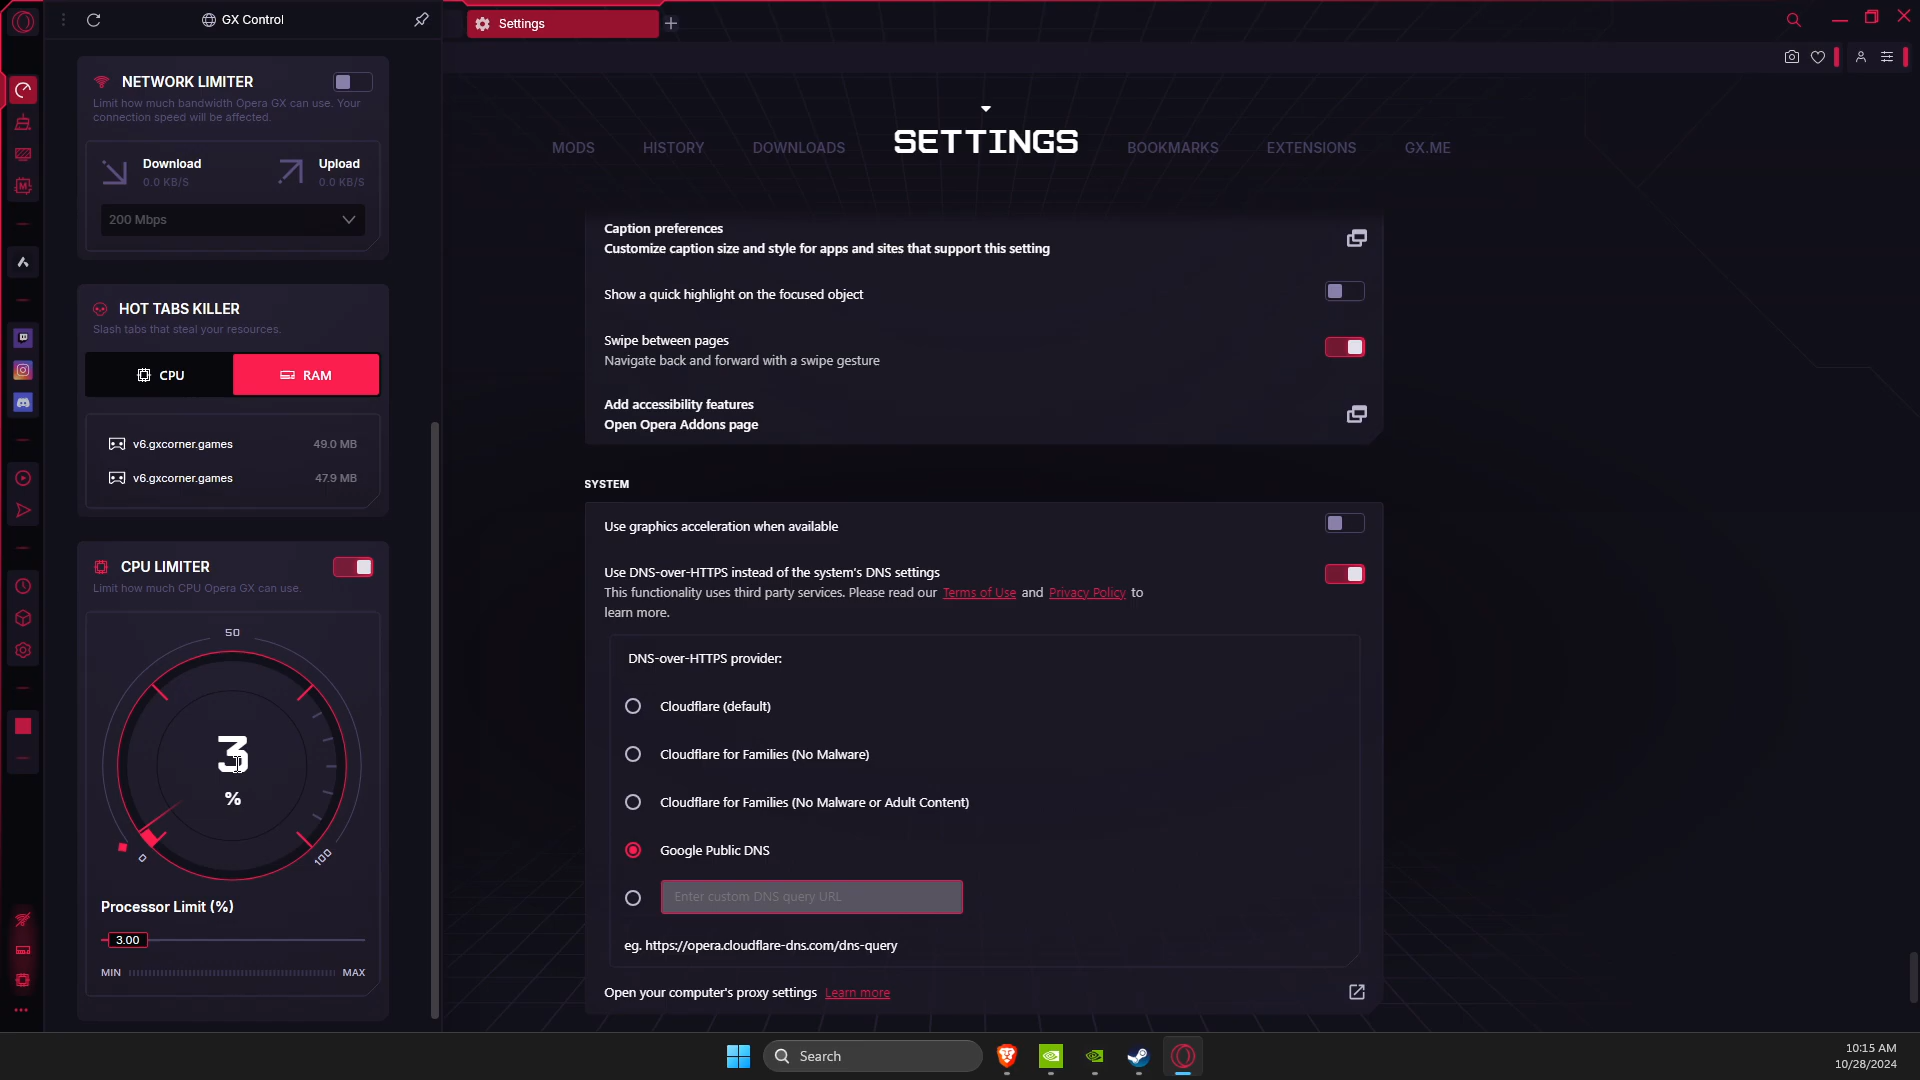 GX Control
NETWORK LIMITER
Limit how much bandwidth Opera GX can use. Your
connection speed will be affected.
Download
0.0 KB/S
Upload
0.0 KB/S
200 Mbps
HOT TABS KILLER
Slash tabs that steal your resources.
CPU
RAM
v6.gxcorner.games 49.0 MB
v6.gxcorner.games 47.9 MB
CPU LIMITER
Limit how much CPU Opera GX can use.
50
3
%
0
100
Processor Limit (%)
3.00
MIN MAX
Settings
MODS HISTORY DOWNLOADS SETTINGS BOOKMARKS EXTENSIONS GX.ME
Caption preferences
Customize caption size and style for apps and sites that support this setting
Show a quick highlight on the focused object
Swipe between pages
Navigate back and forward with a swipe gesture
Add accessibility features
Open Opera Addons page
SYSTEM
Use graphics acceleration when available
Use DNS-over-HTTPS instead of the system's DNS settings
This functionality uses third party services. Please read our Terms of Use and Privacy Policy to
learn more.
DNS-over-HTTPS provider:
Cloudflare (default)
Cloudflare for Families (No Malware)
Cloudflare for Families (No Malware or Adult Content)
Google Public DNS
Enter custom DNS query URL
eg. https://opera.cloudflare-dns.com/dns-query
Open your computer's proxy settings Learn more
Search
10:15 AM
10/28/2024